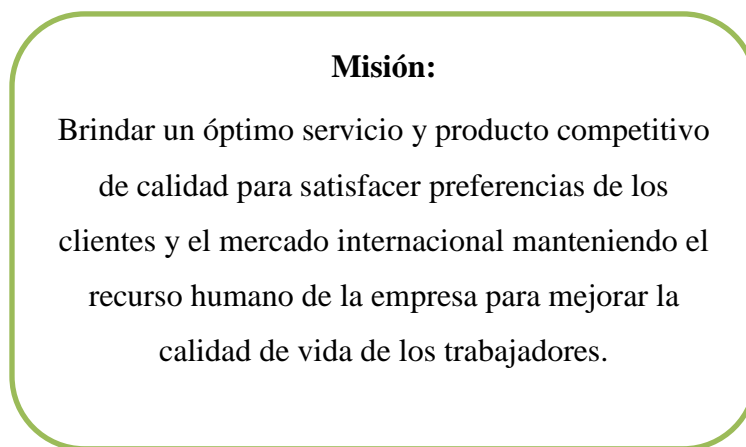 Misión:
Brindar un óptimo servicio y producto competitivo
de calidad para satisfacer preferencias de los
clientes y el mercado internacional manteniendo el
recurso humano de la empresa para mejorar la
calidad de vida de los trabajadores.